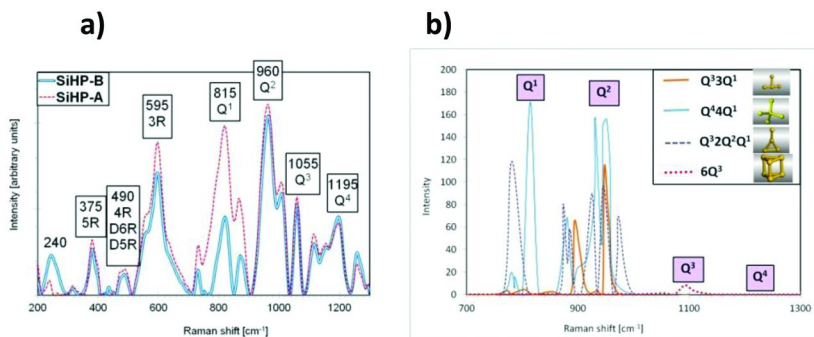 a)
SiHP-B
SiHP-A
240
375
5R
490
4R
D6R
D5R
595
3R
815
Q¹
960
Q²
1055
Q³
1195
Q⁴
Intensity [arbitrary units]
200 400 600 800 1000 1200
Raman shift [cm⁻¹]
b)
200
180
160
140
120
100
80
60
40
20
0
Intensity
Q¹
Q²
Q³
Q⁴
Q³3Q¹
Q⁴4Q¹
Q³2Q²Q¹
6Q³
700 900 1100 1300
Raman shift [cm⁻¹]